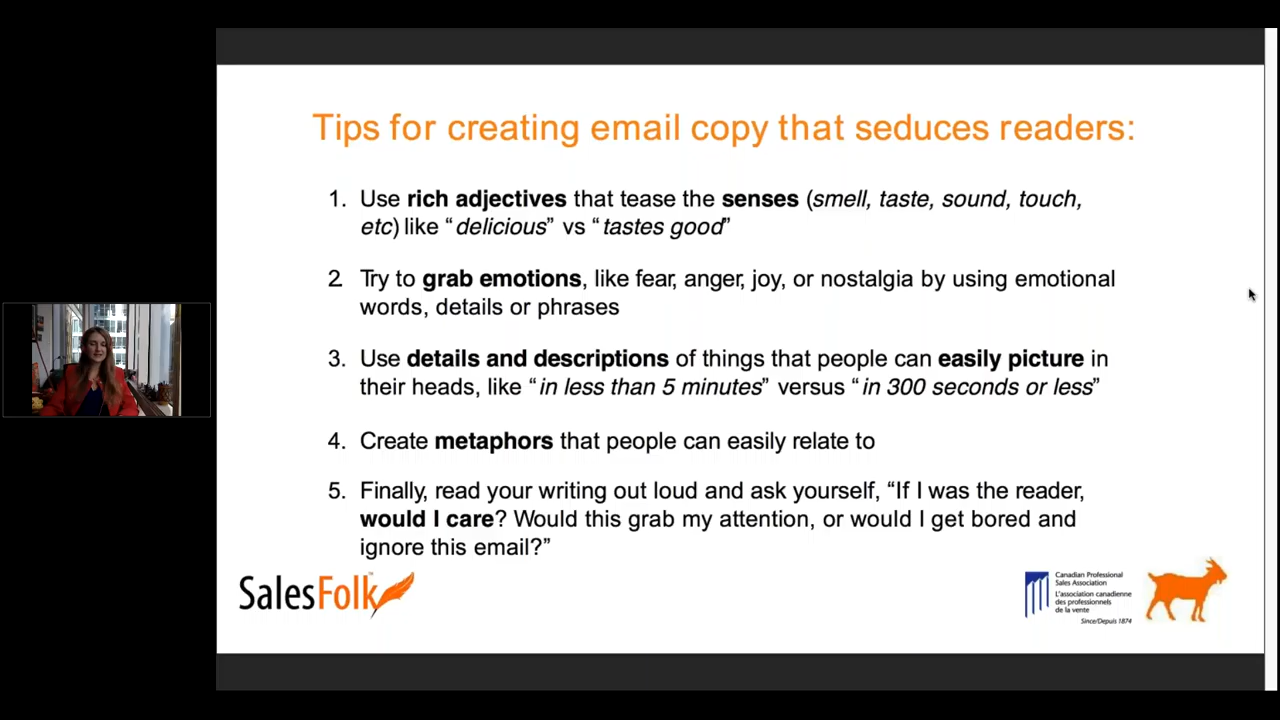 Tips for creating email copy that seduces readers:
1. Use rich adjectives that tease the senses (smell, taste, sound, touch,
etc) like “delicious” vs “tastes good”
2. Try to grab emotions, like fear, anger, joy, or nostalgia by using emotional
words, details or phrases
3. Use details and descriptions of things that people can easily picture in
their heads, like “in less than 5 minutes” versus “in 300 seconds or less”
4. Create metaphors that people can easily relate to
5. Finally, read your writing out loud and ask yourself, “If I was the reader,
would I care? Would this grab my attention, or would I get bored and
ignore this email?”
SalesFolk™
Canadian Professional
Sales Association
L'association canadienne
des professionnels
de la vente
Since/Depuis 1874